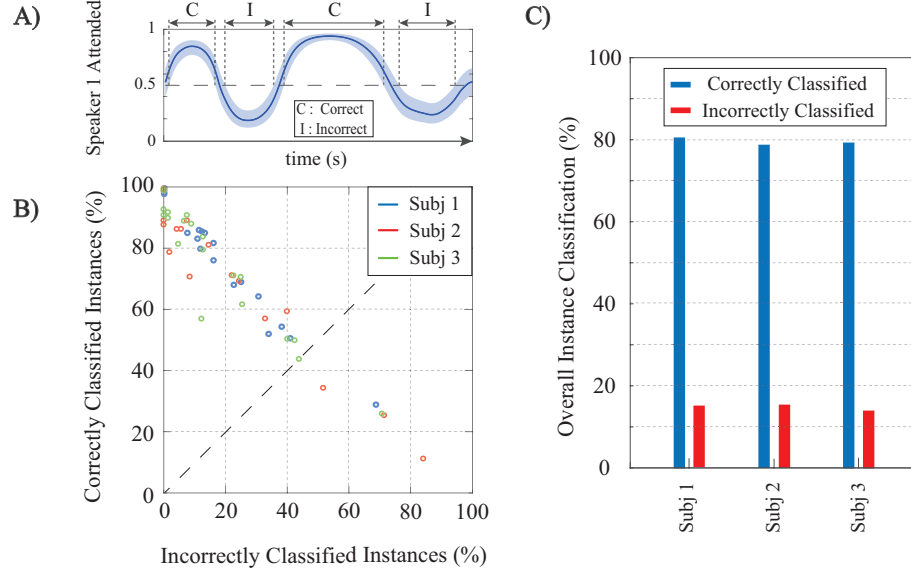 A)
C I C I
Speaker 1 Attended
1
0.5
0
C : Correct
I : Incorrect
time (s)
B)
Correctly Classified Instances (%)
100
80
60
40
20
0
Subj 1
Subj 2
Subj 3
0 20 40 60 80 100
Incorrectly Classified Instances (%)
C)
Overall Instance Classification (%)
100
80
60
40
20
0
Correctly Classified
Incorrectly Classified
Subj 1
Subj 2
Subj 3